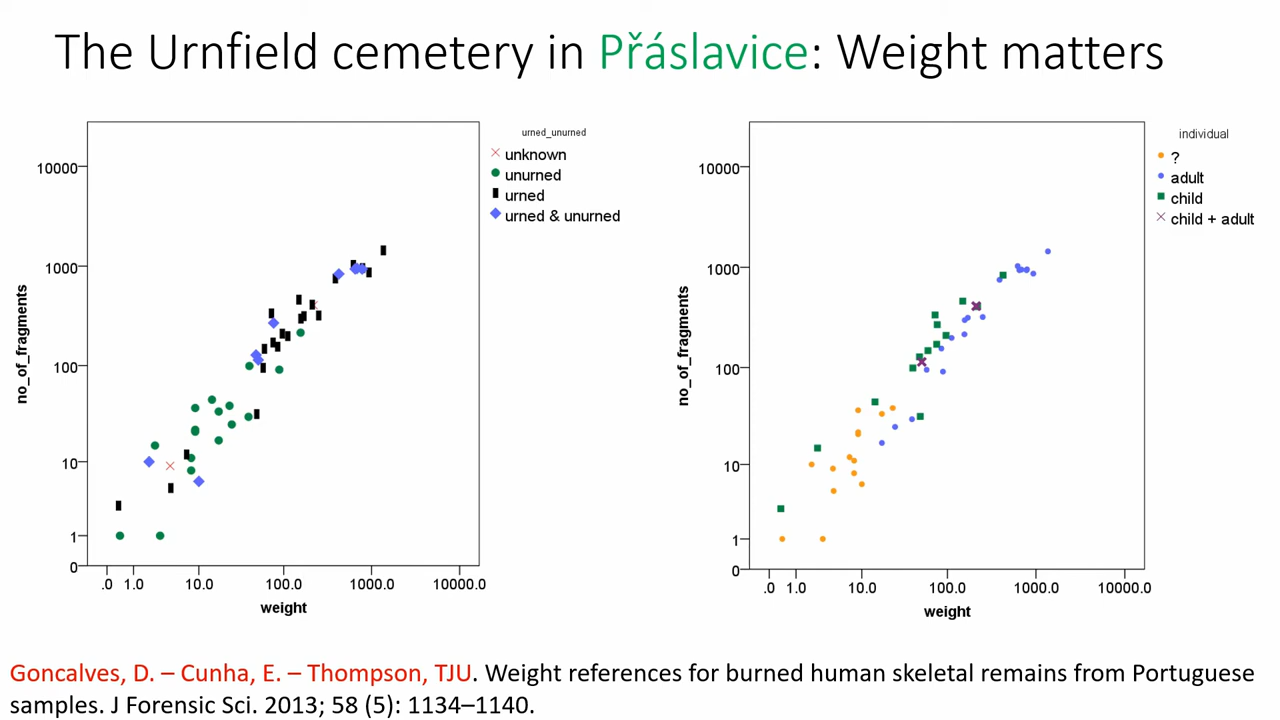 The Urnfield cemetery in Přáslavice: Weight matters
urned_unurned
unknown
unurned
urned
urned & unurned
10000
1000
100
10
1
0
no_of_fragments
.0 1.0 10.0 100.0 1000.0 10000.0
weight
individual
?
adult
child
child + adult
10000
1000
100
10
1
0
no_of_fragments
.0 1.0 10.0 100.0 1000.0 10000.0
weight
Goncalves, D. – Cunha, E. – Thompson, TJU. Weight references for burned human skeletal remains from Portuguese
samples. J Forensic Sci. 2013; 58 (5): 1134–1140.